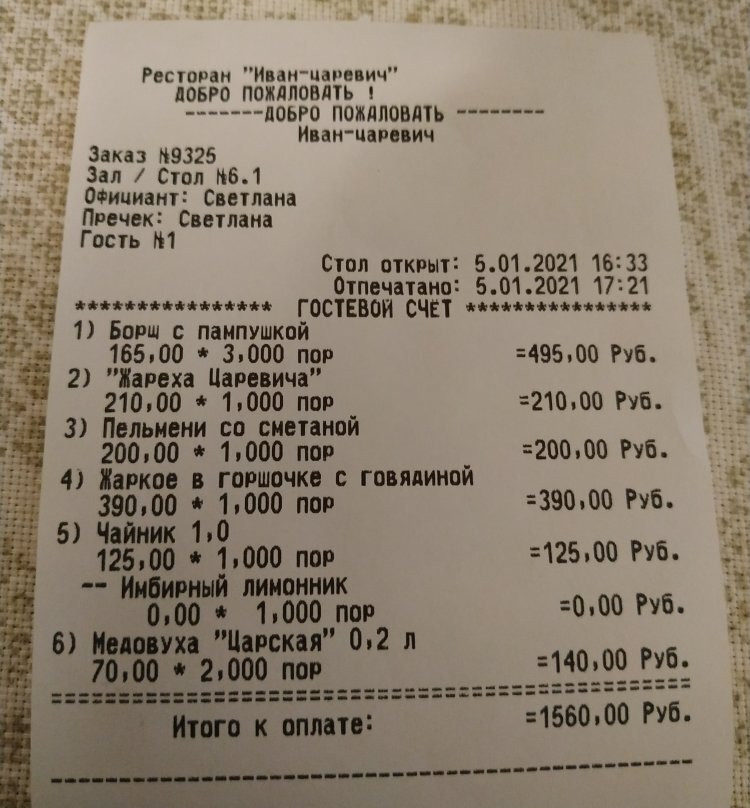 Ресторан "Иван-царевич"
ДОБРО ПОЖАЛОВАТЬ !
-------ДОБРО ПОЖАЛОВАТЬ --------
Иван-царевич
Заказ №9325
Зал / Стол №6.1
Официант: Светлана
Пречек: Светлана
Гость №1
Стол открыт: 5.01.2021 16:33
Отпечатано: 5.01.2021 17:21
**************** ГОСТЕВОЙ СЧЕТ ****************
1) Борщ с пампушкой
165,00 * 3,000 пор =495,00 Руб.
2) "Жареха Царевича"
210,00 * 1,000 пор =210,00 Руб.
3) Пельмени со сметаной
200,00 * 1,000 пор =200,00 Руб.
4) Жаркое в горшочке с говядиной
390,00 * 1,000 пор =390,00 Руб.
5) Чайник 1,0
125,00 * 1,000 пор =125,00 Руб.
-- Имбирный лимонник
0,00 * 1,000 пор =0,00 Руб.
6) Медовуха "Царская" 0,2 л
70,00 * 2,000 пор =140,00 Руб.
Итого к оплате: =1560,00 Руб.